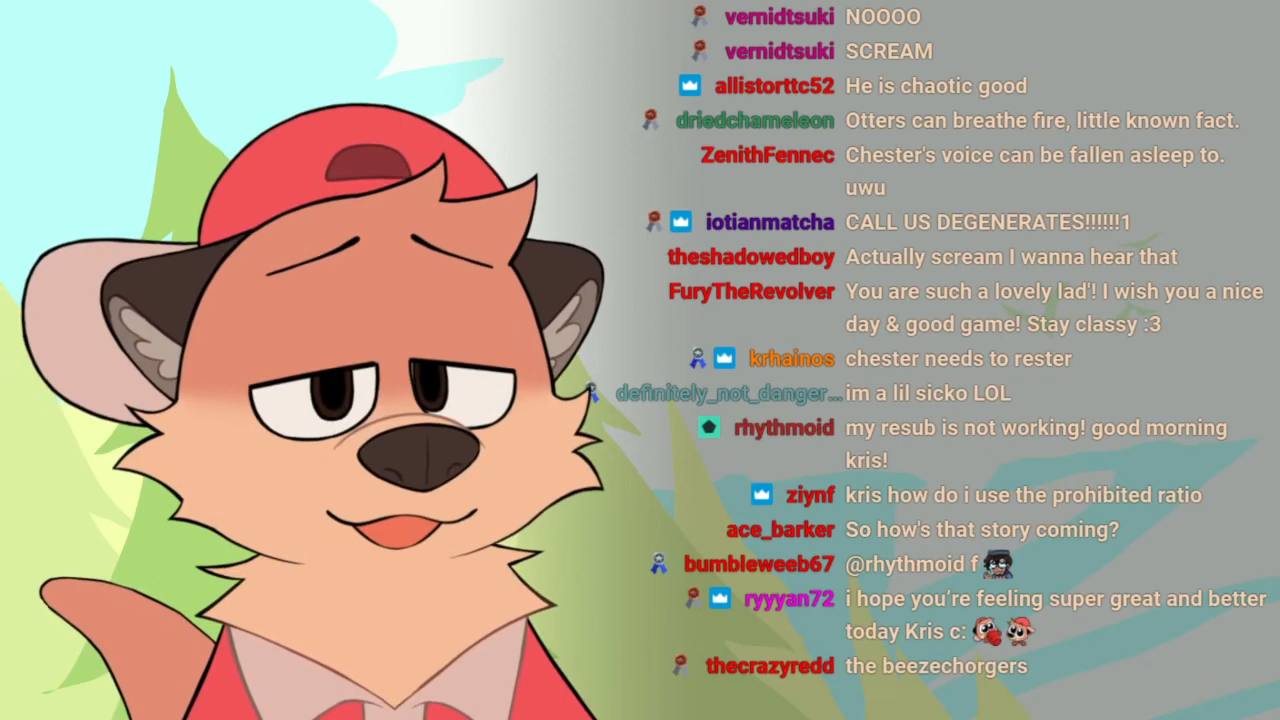 vernidtsuki NOOOO
vernidtsuki SCREAM
allistorttc52 He is chaotic good
driedchameleon Otters can breathe fire, little known fact.
ZenithFennec Chester's voice can be fallen asleep to.
uwu
iotianmatcha CALL US DEGENERATES!!!!!!1
theshadowedboy Actually scream I wanna hear that
FuryTheRevolver You are such a lovely lad'! I wish you a nice
day & good game! Stay classy :3
krhainos chester needs to rester
definitely_not_danger... im a lil sicko LOL
rhythmoid my resub is not working! good morning
kris!
ziynf kris how do i use the prohibited ratio
ace_barker So how's that story coming?
bumbleweeb67 @rhythmoid f
ryyyan72 i hope you’re feeling super great and better
today Kris c:
thecrazyredd the beezechorgers